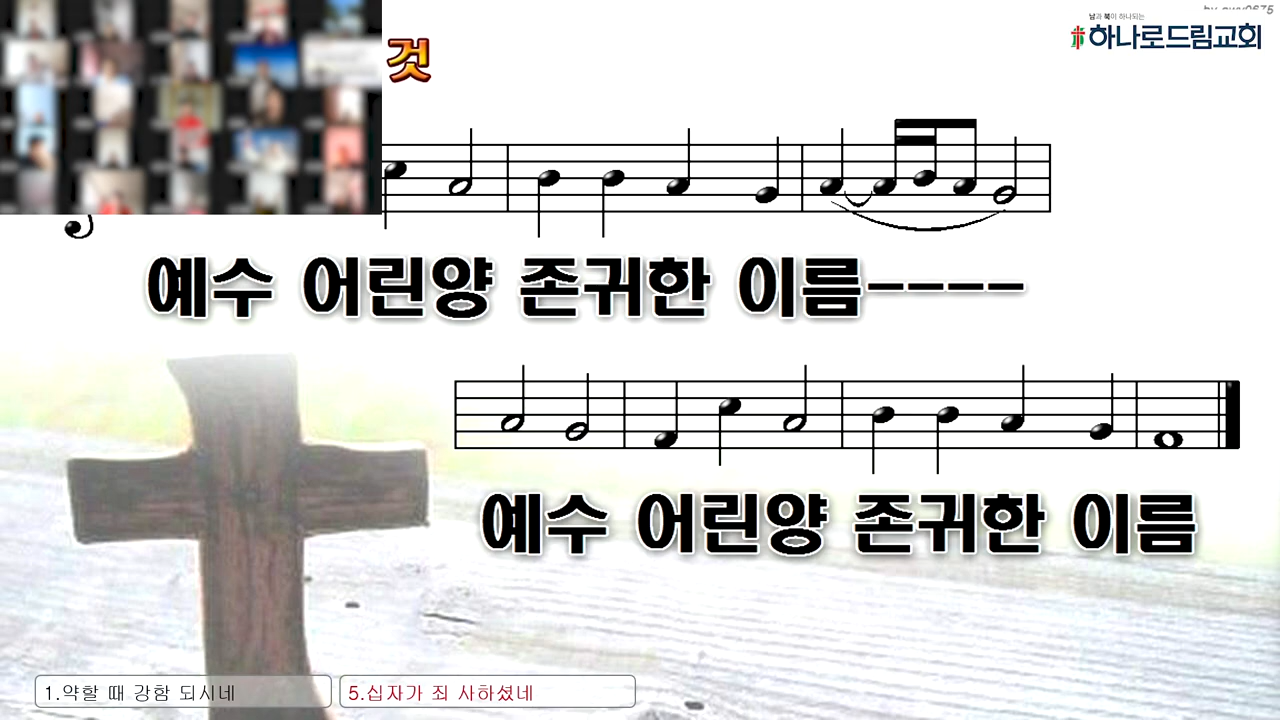 남과 북이 하나되는
하나로드림교회
것
예수 어린양 존귀한 이름----
예수 어린양 존귀한 이름
1.약할 때 강함 되시네
5.십자가 죄 사하셨네